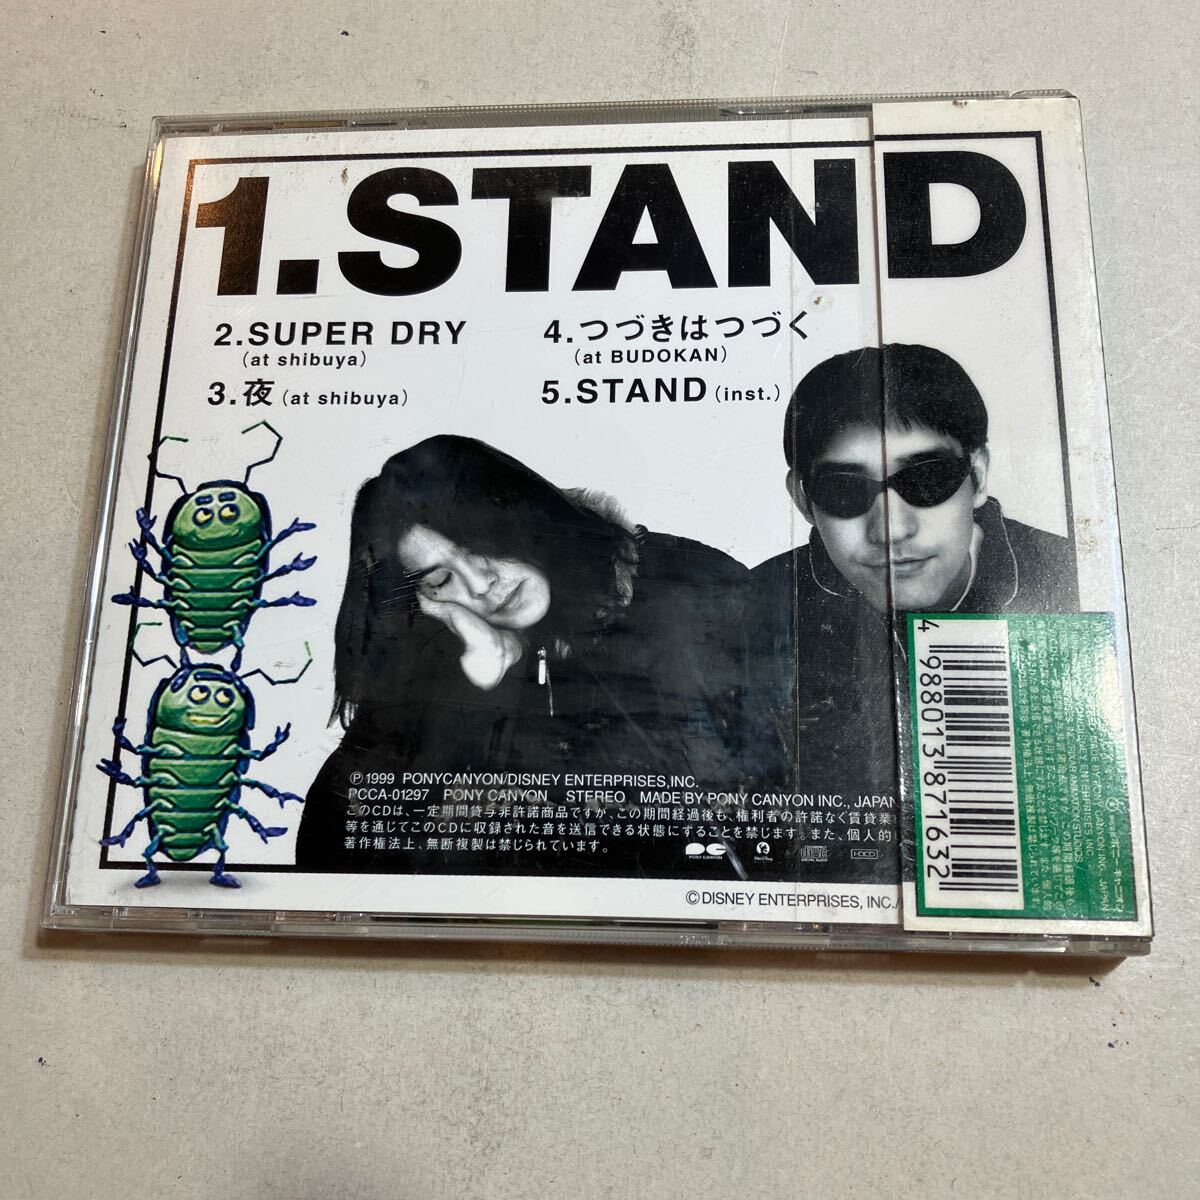 1.STAND
2.SUPER DRY
(at shibuya)
3.夜(at shibuya)
4.つづきはつづく
(at BUDOKAN)
5.STAND(inst.)
Ⓟ1999 PONYCANYON/DISNEY ENTERPRISES,INC.
PCCA-01297 PONY CANYON STEREO MADE BY PONY CANYON INC., JAPAN
このCDは、一定期間貸与非許諾商品ですが、この期間経過後も、権利者の許諾なく賃貸業
等を通じてこのCDに収録された音を送信できる状態にすることを禁じます。また、個人的
著作権法上、無断複製は禁じられています。
PONY CANYON
COMPACT disc DIGITAL AUDIO
HDCD
©DISNEY ENTERPRISES, INC./
4 988013 871632